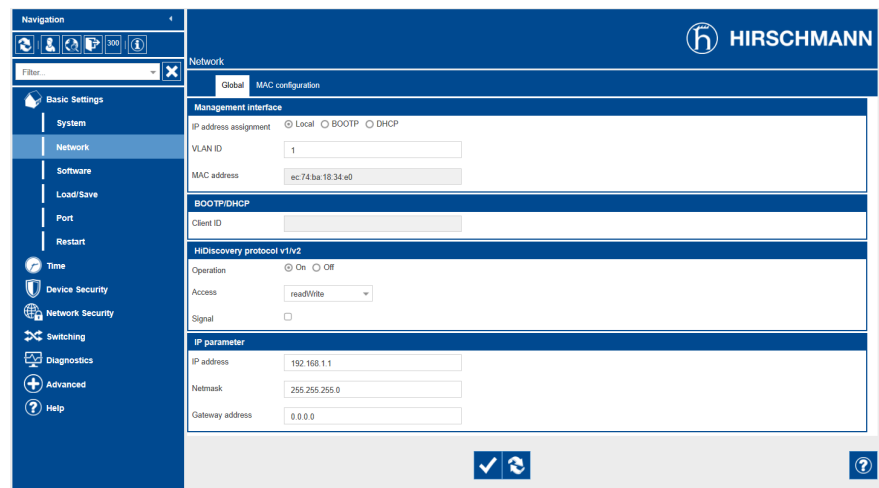 Navigation
300
Filter...
Basic Settings
System
Network
Software
Load/Save
Port
Restart
Time
Device Security
Network Security
Switching
Diagnostics
Advanced
Help
HIRSCHMANN
Network
Global MAC configuration
Management interface
IP address assignment Local BOOTP DHCP
VLAN ID 1
MAC address ec:74:ba:18:34:e0
BOOTP/DHCP
Client ID
HiDiscovery protocol v1/v2
Operation On Off
Access readWrite
Signal
IP parameter
IP address 192.168.1.1
Netmask 255.255.255.0
Gateway address 0.0.0.0